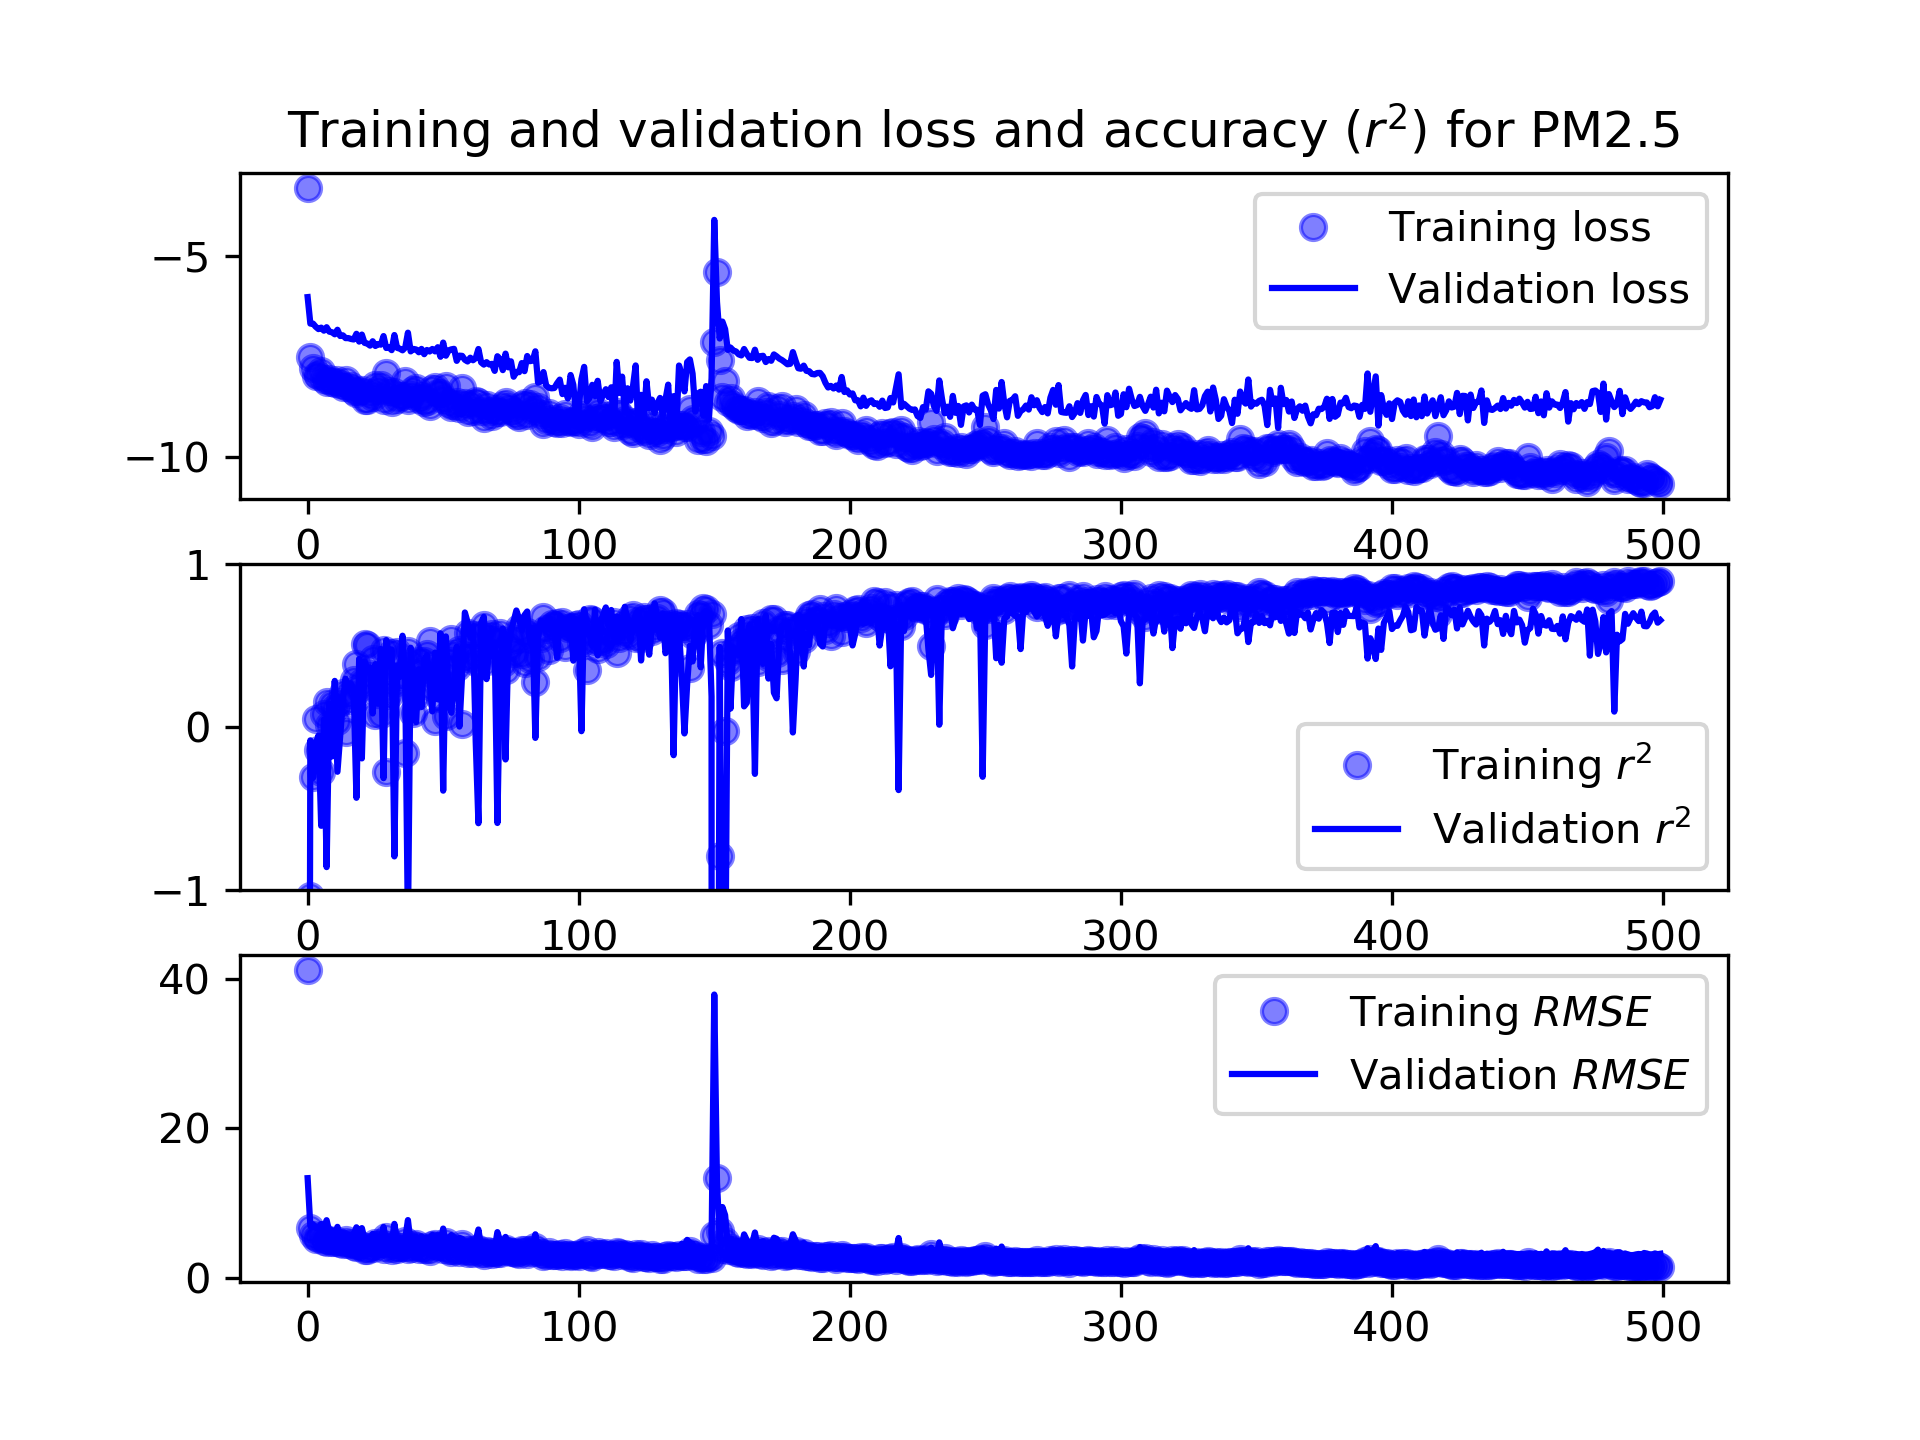 Training and validation loss and accuracy (r²) for PM2.5
Training loss
Validation loss
−5
−10
0 100 200 300 400 500
1
0
−1
Training r²
Validation r²
0 100 200 300 400 500
40
20
0
Training RMSE
Validation RMSE
0 100 200 300 400 500